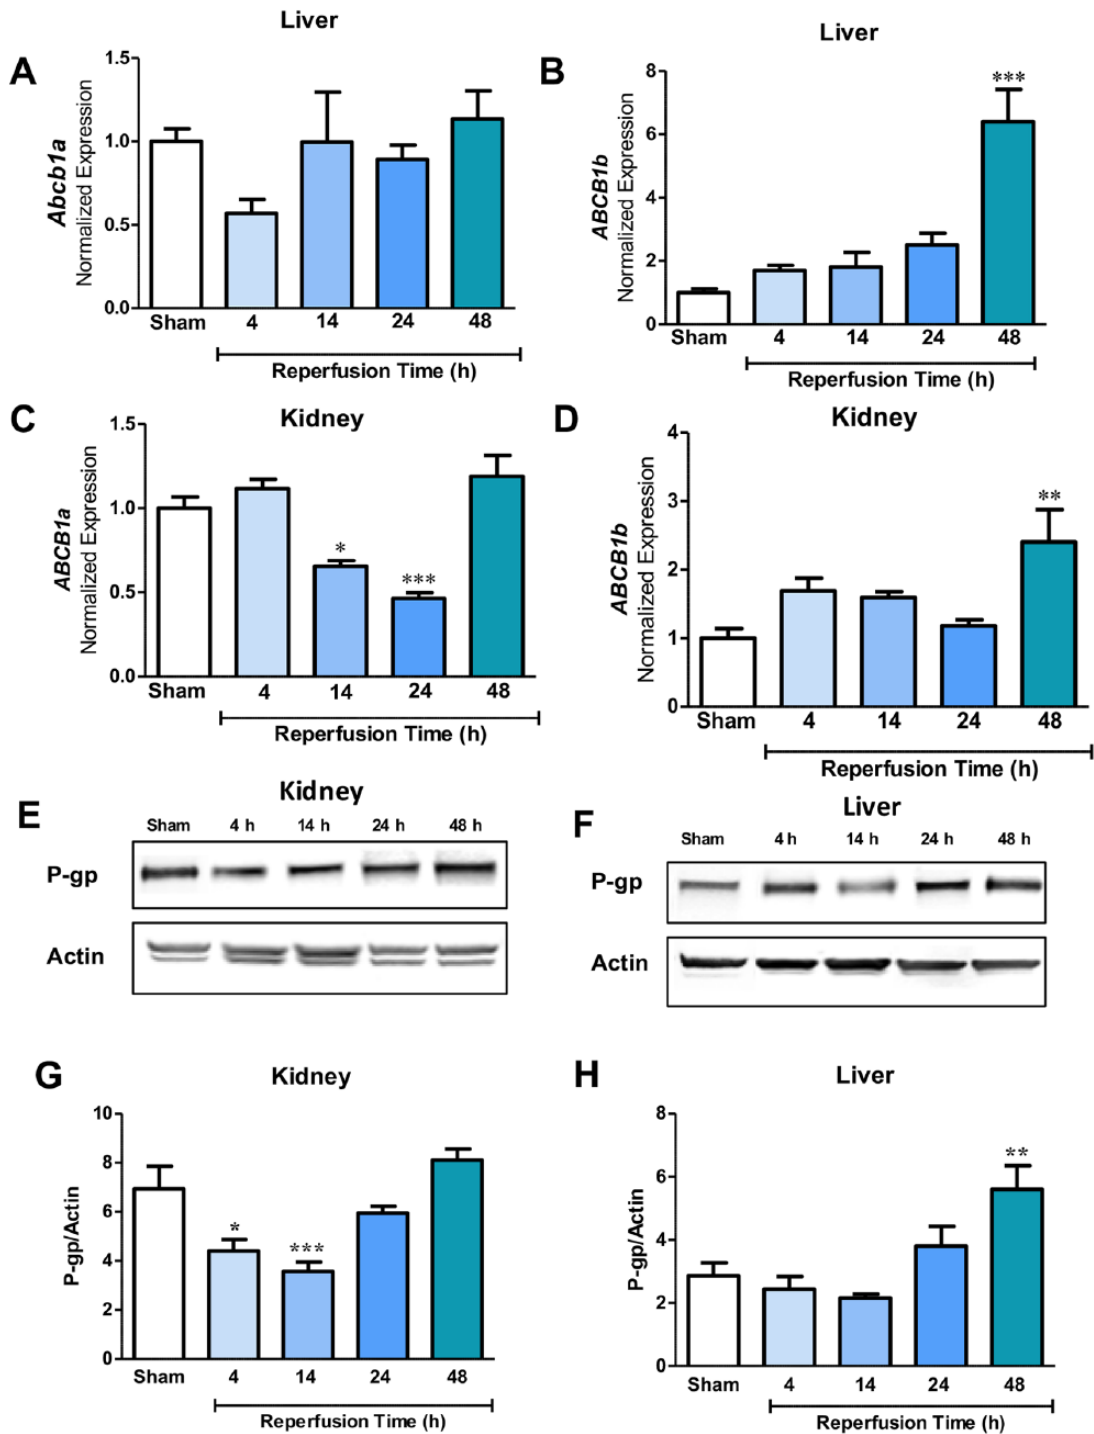 Liver
A
Abcb1a
Normalized Expression
1.5
1.0
0.5
0.0
Sham 4 14 24 48
Reperfusion Time (h)
Liver
B
ABCB1b
Normalized Expression
8
6
4
2
0
***
Sham 4 14 24 48
Reperfusion Time (h)
C
Kidney
ABCB1a
Normalized Expression
1.5
1.0
0.5
0.0
*
***
Sham 4 14 24 48
Reperfusion Time (h)
D
Kidney
ABCB1b
Normalized Expression
4
3
2
1
0
**
Sham 4 14 24 48
Reperfusion Time (h)
E
Kidney
Sham 4 h 14 h 24 h 48 h
P-gp
Actin
F
Liver
Sham 4 h 14 h 24 h 48 h
P-gp
Actin
G
Kidney
P-gp/Actin
10
8
6
4
2
0
*
***
Sham 4 14 24 48
Reperfusion Time (h)
H
Liver
P-gp/Actin
8
6
4
2
0
**
Sham 4 14 24 48
Reperfusion Time (h)